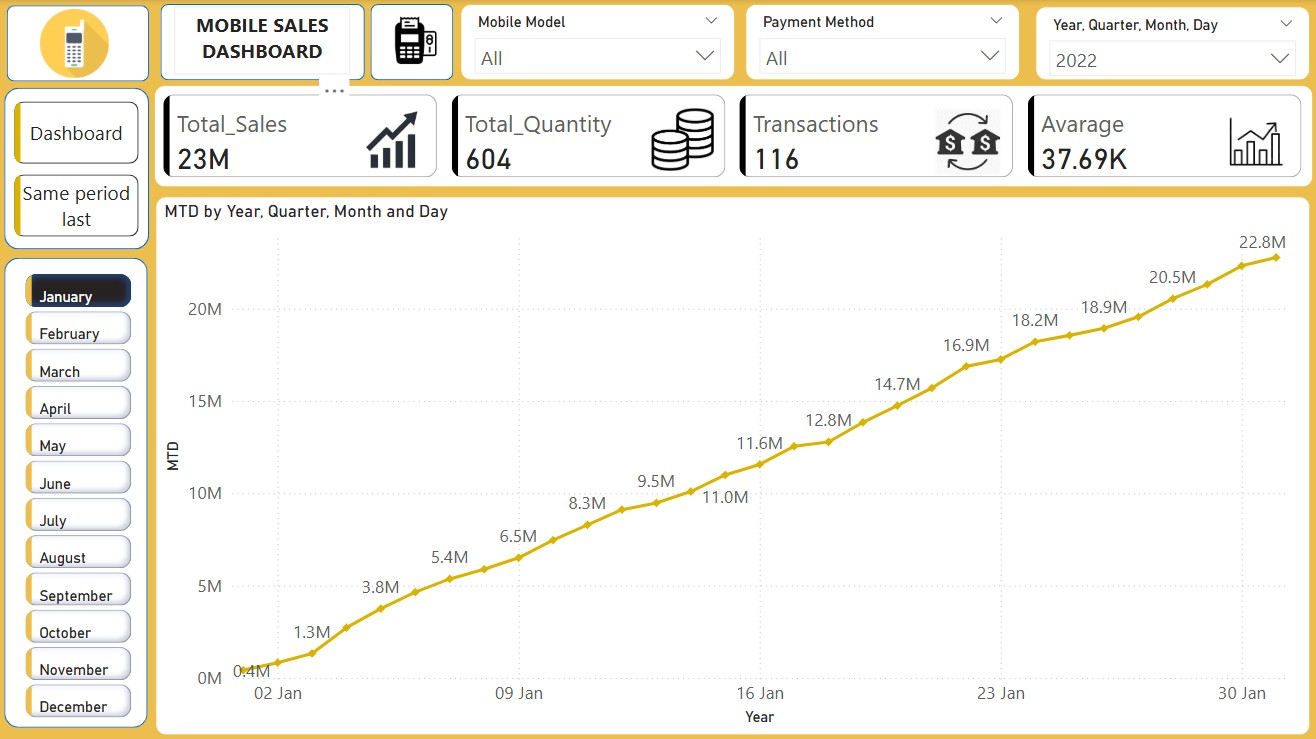 MOBILE SALES
DASHBOARD
Mobile Model
All
Payment Method
All
Year, Quarter, Month, Day
2022
Dashboard
Same period
last
Total_Sales
23M
Total_Quantity
604
Transactions
116
Avarage
37.69K
January
February
March
April
May
June
July
August
September
October
November
December
MTD by Year, Quarter, Month and Day
MTD
20M
15M
10M
5M
0M
0.4M
1.3M
3.8M
5.4M
6.5M
8.3M
9.5M
11.0M
11.6M
12.8M
14.7M
16.9M
18.2M
18.9M
20.5M
22.8M
02 Jan
09 Jan
16 Jan
23 Jan
30 Jan
Year